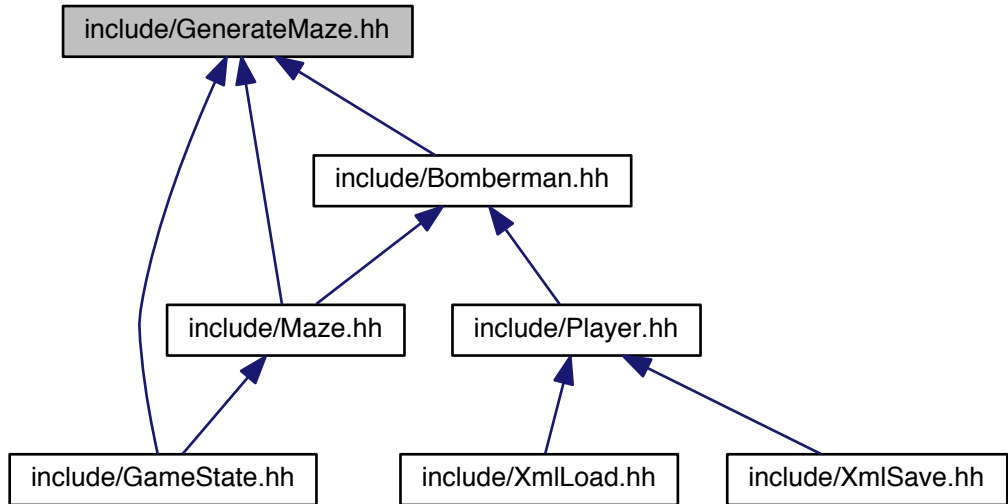 include/GenerateMaze.hh
include/Bomberman.hh
include/Maze.hh
include/Player.hh
include/GameState.hh
include/XmlLoad.hh
include/XmlSave.hh